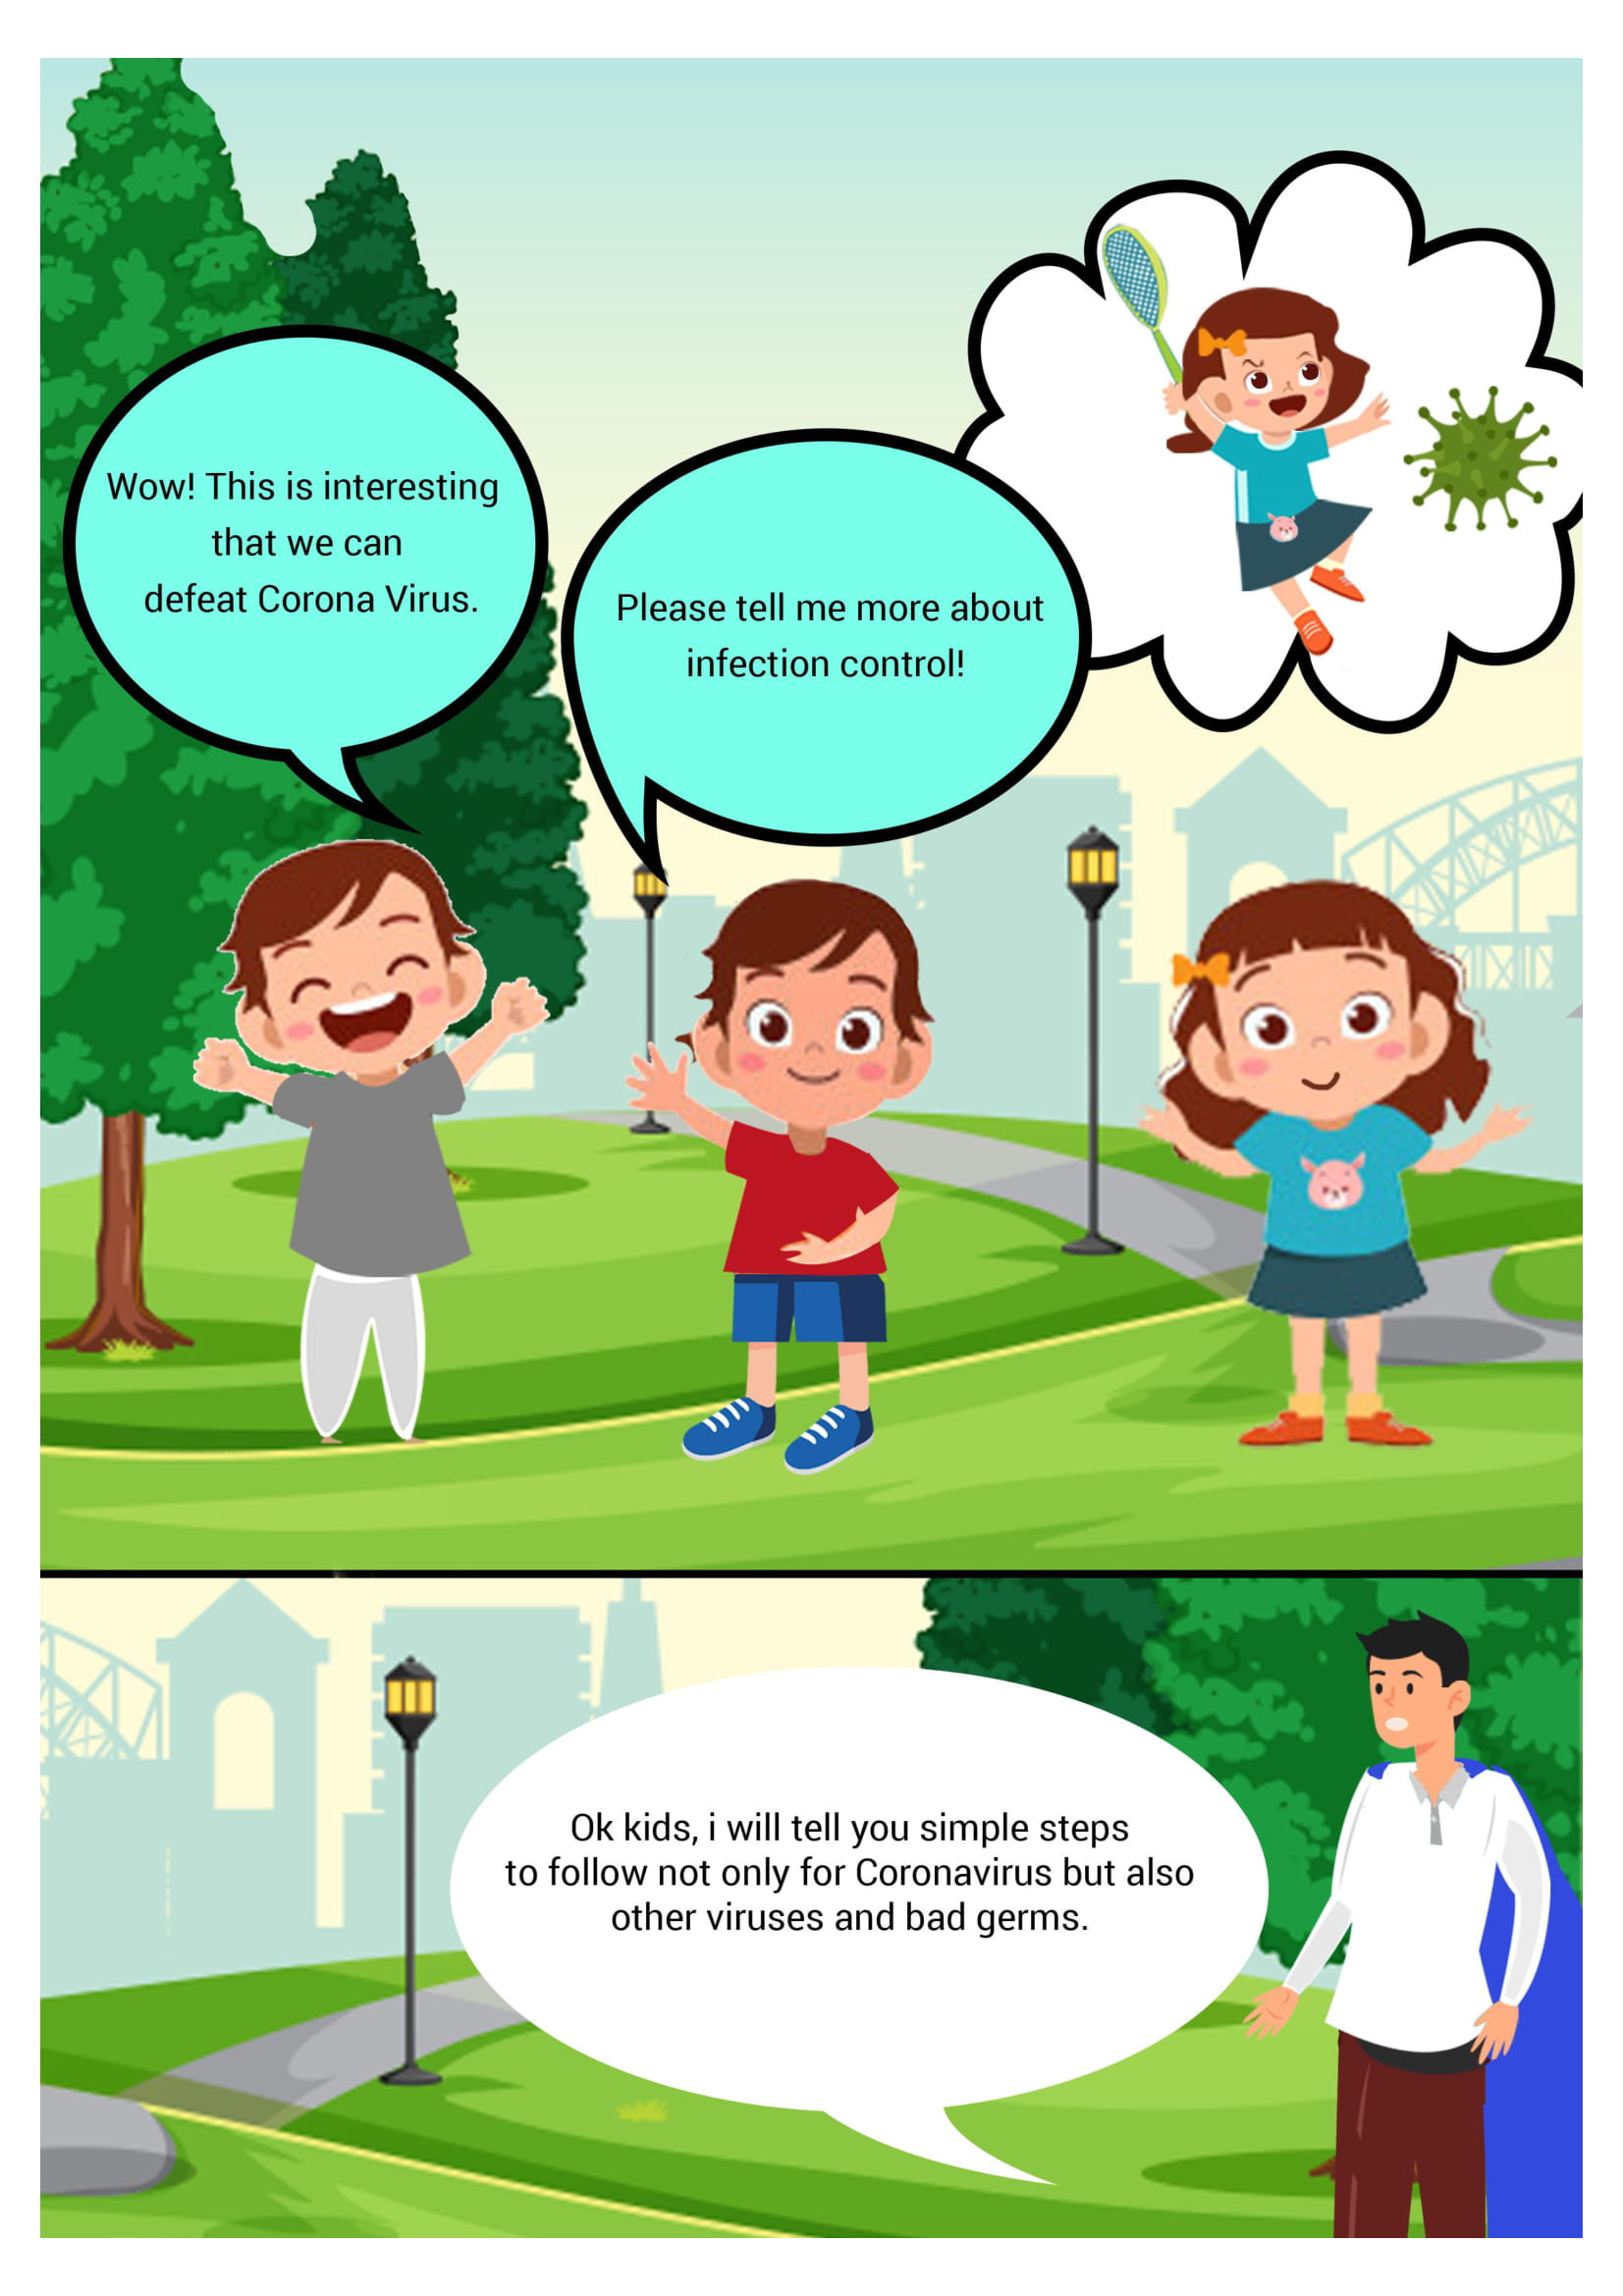 Wow! This is interesting
that we can
defeat Corona Virus.
Please tell me more about
infection control!
Ok kids, i will tell you simple steps
to follow not only for Coronavirus but also
other viruses and bad germs.